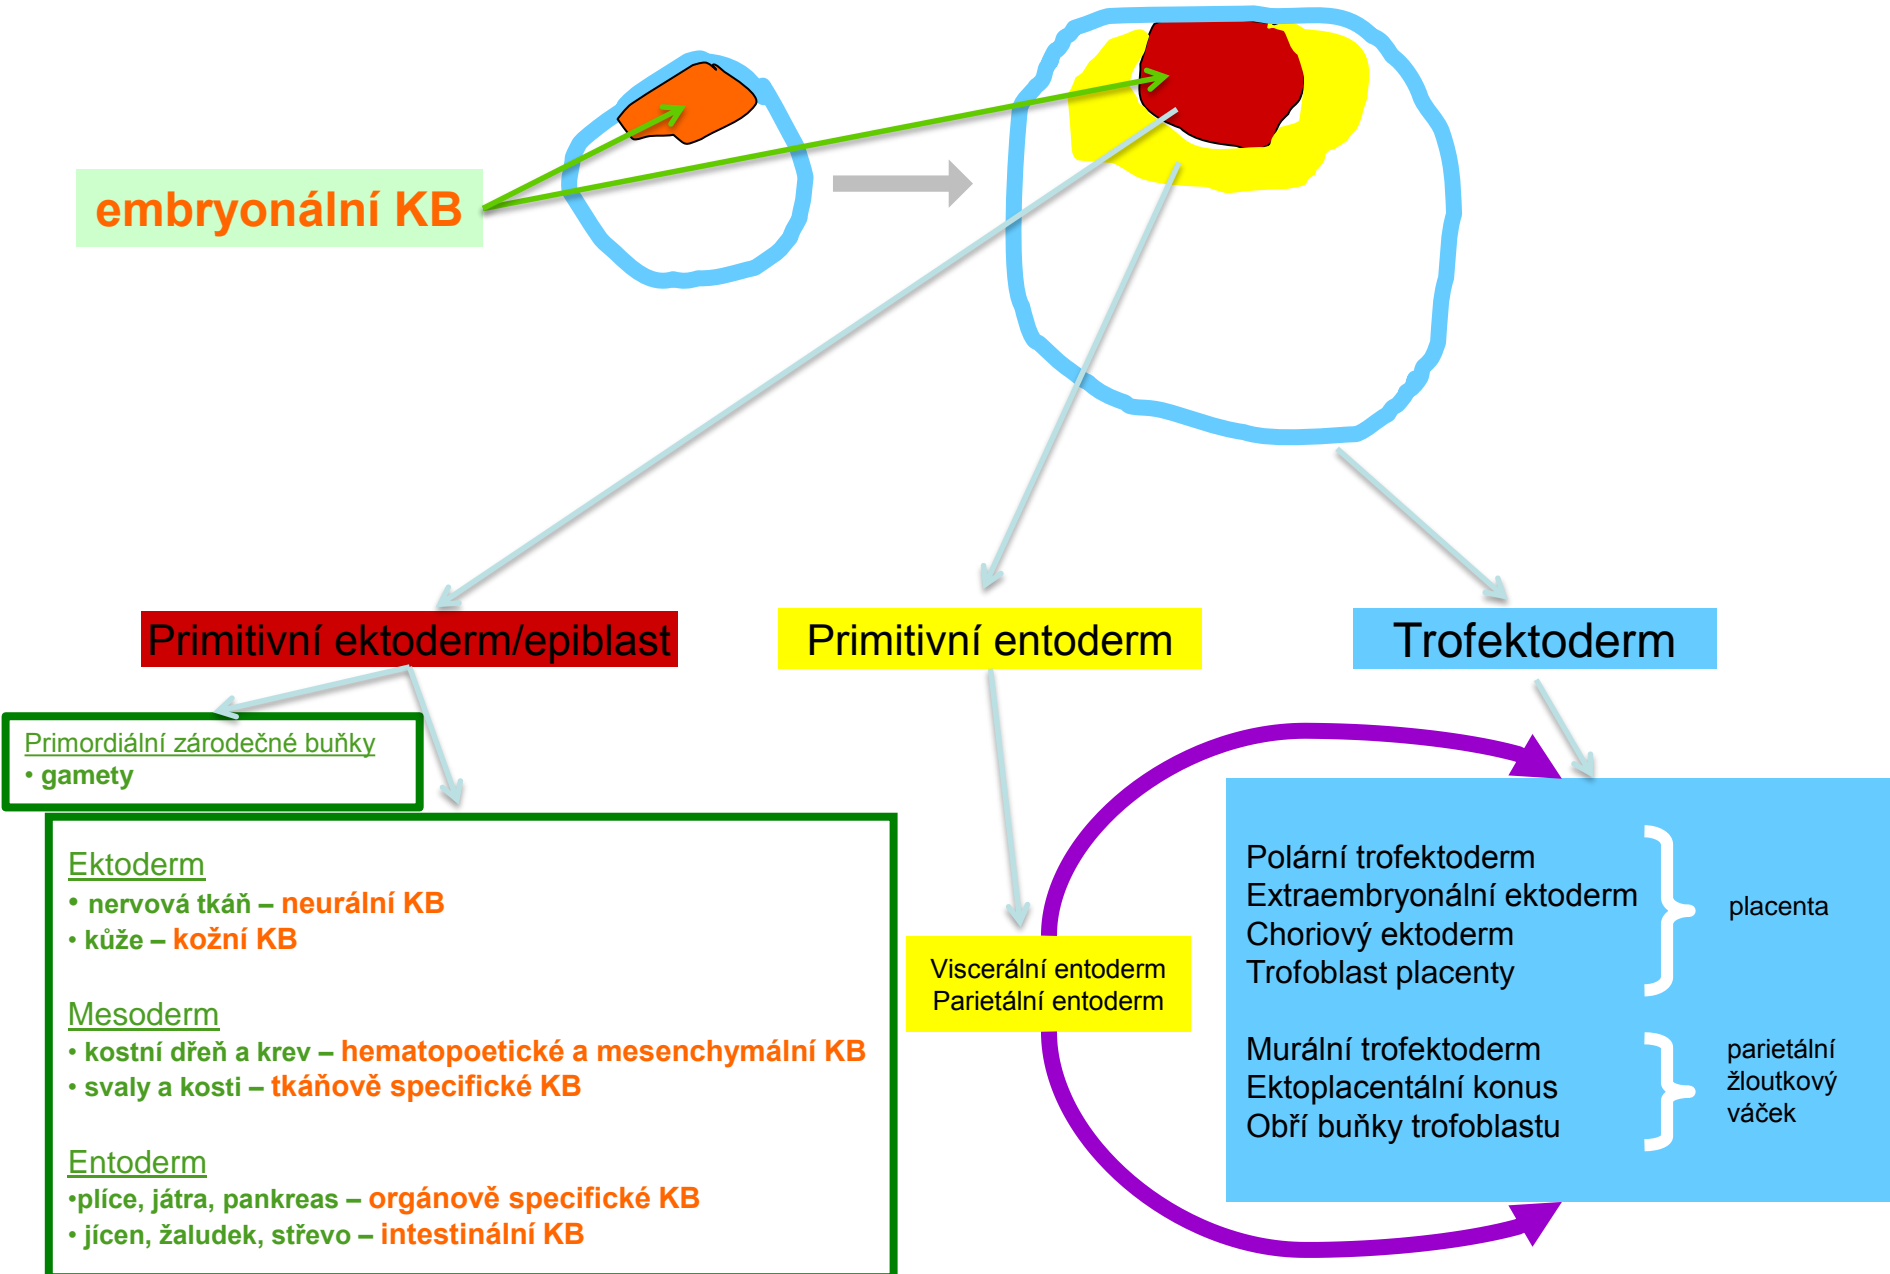 embryonální KB
Primitivní ektoderm/epiblast
Primitivní entoderm
Trofektoderm
Primordiální zárodečné buňky
• gamety
Ektoderm
• nervová tkáň – neurální KB
• kůže – kožní KB
Mesoderm
• kostní dřeň a krev – hematopoetické a mesenchymální KB
• svaly a kosti – tkáňově specifické KB
Entoderm
•plíce, játra, pankreas – orgánově specifické KB
• jícen, žaludek, střevo – intestinální KB
Viscerální entoderm
Parietální entoderm
Polární trofektoderm
Extraembryonální ektoderm
Choriový ektoderm
Trofoblast placenty
placenta
Murální trofektoderm
Ektoplacentální konus
Obří buňky trofoblastu
parietální
žloutkový
váček